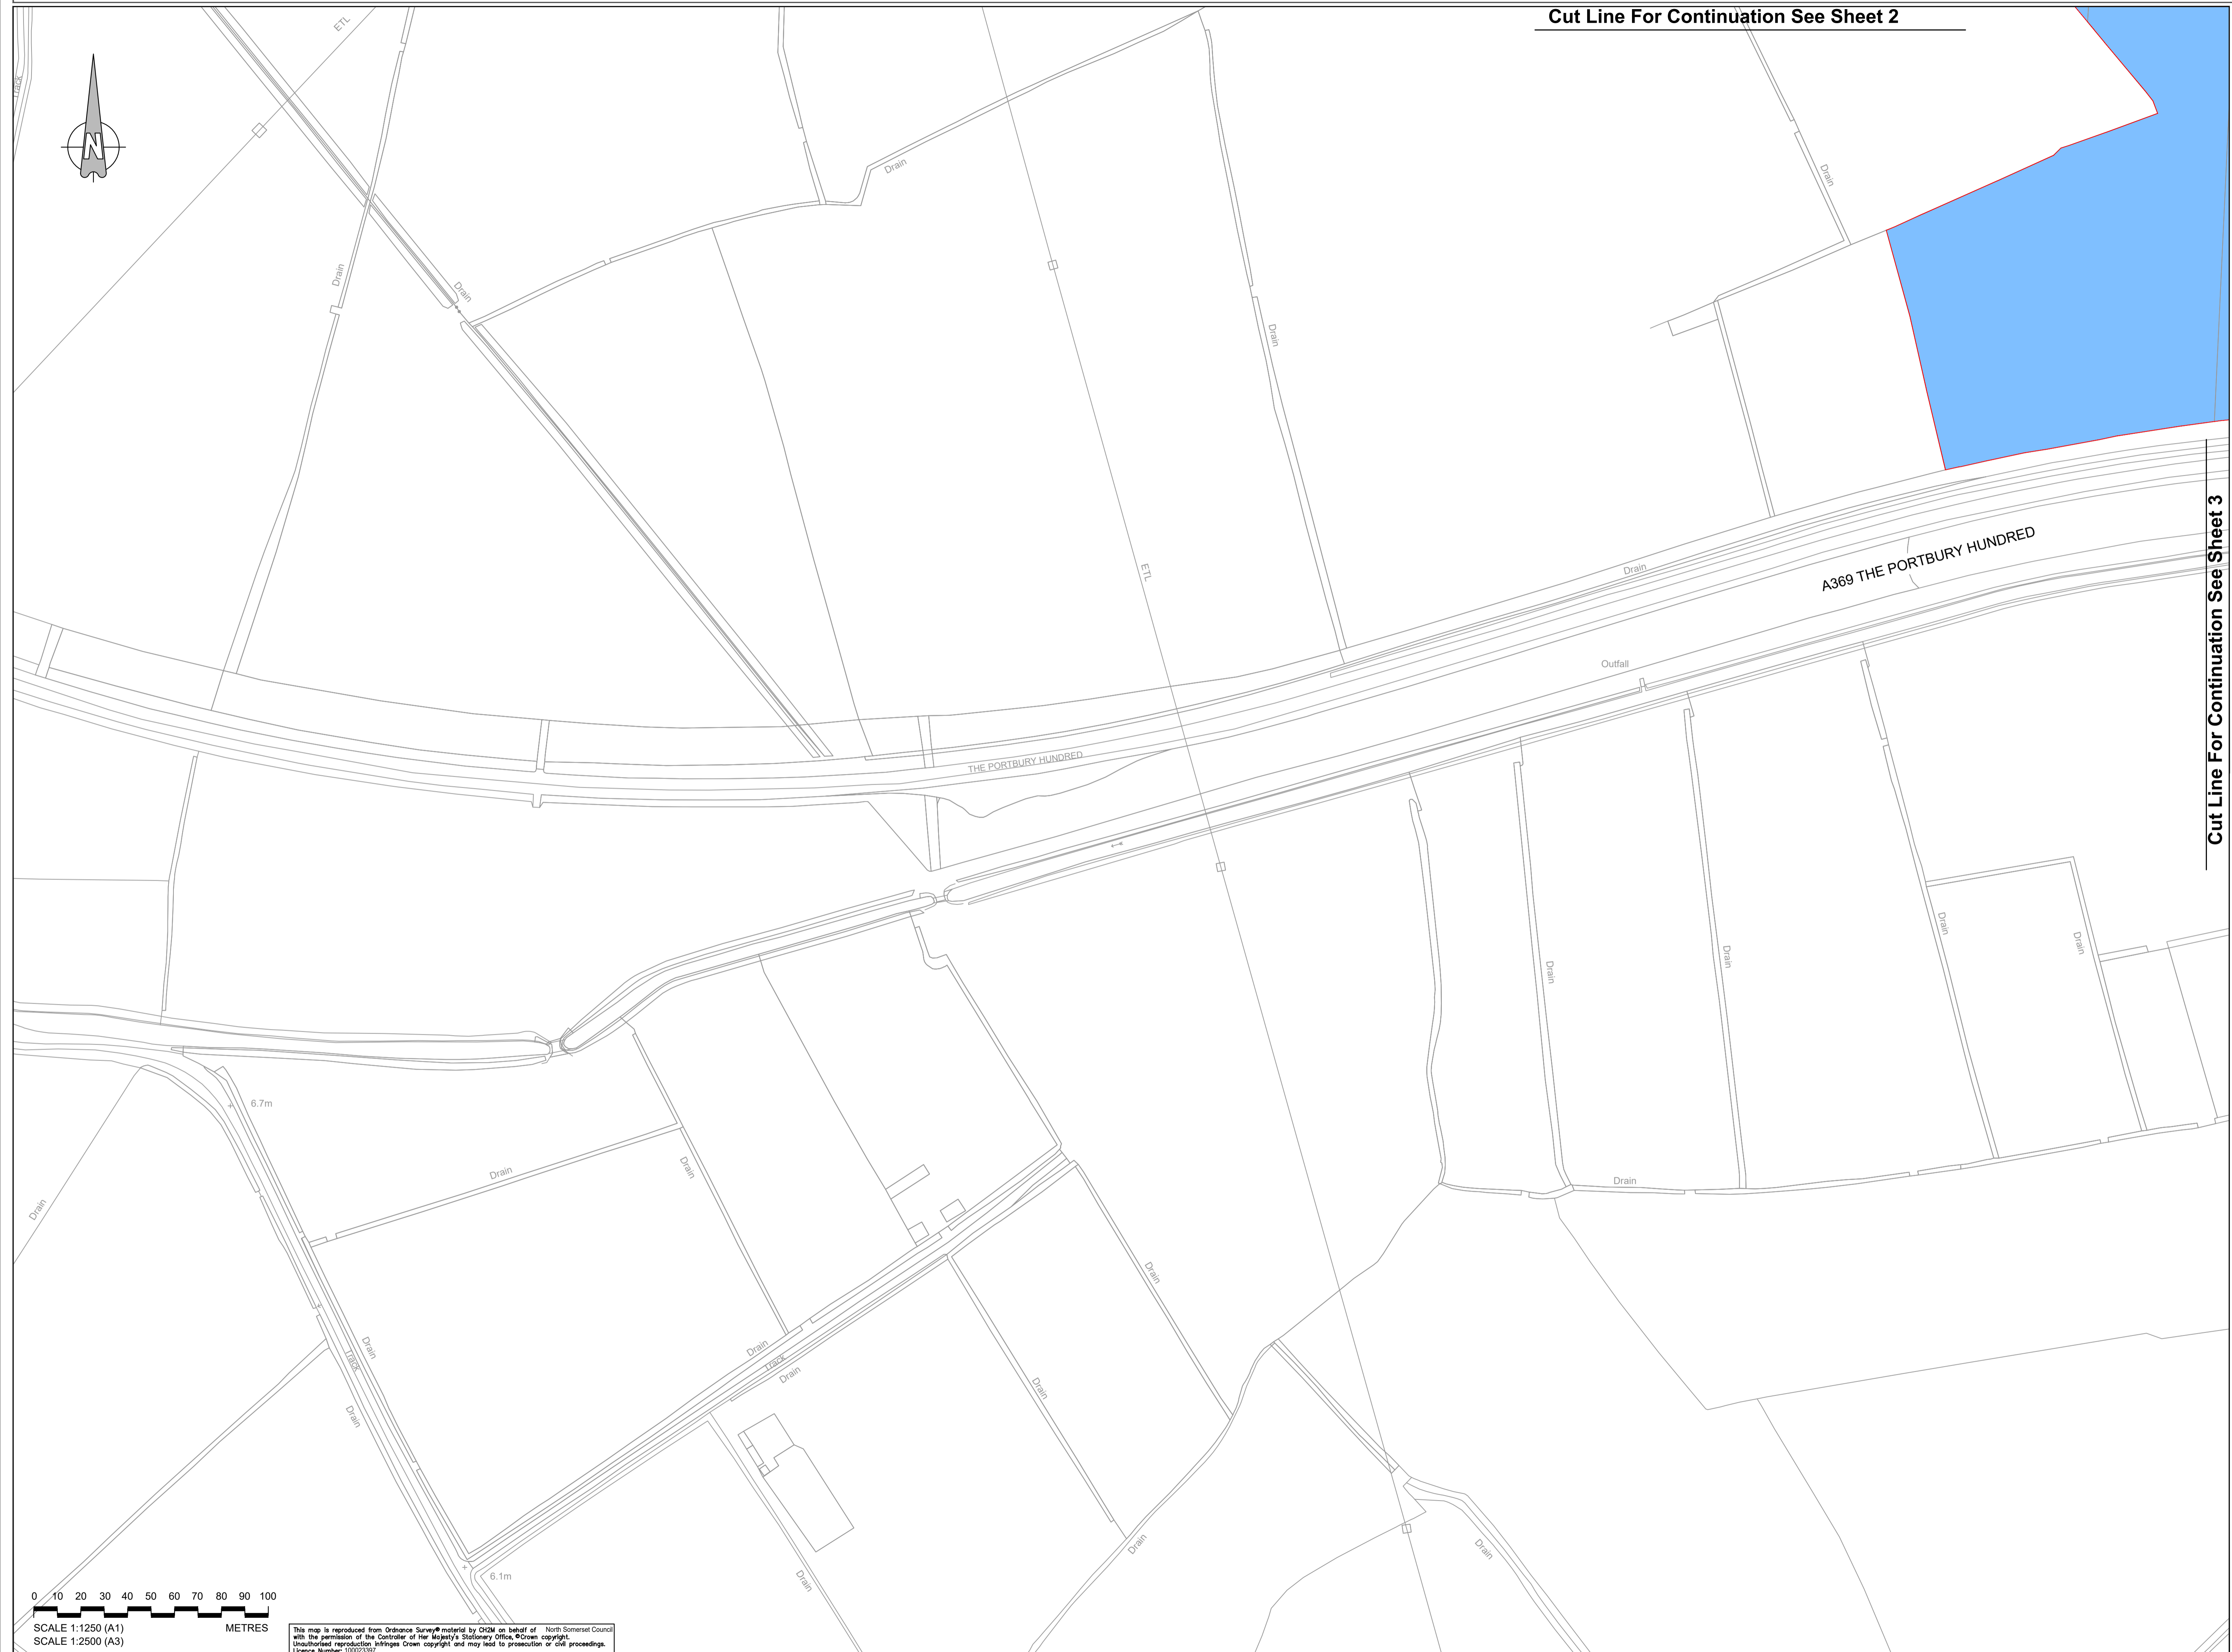 Cut Line For Continuation See Sheet 2
ETL
Track
N
Drain
Drain
Drain
Drain
Drain
Drain
ETL
Drain
A369 THE PORTBURY HUNDRED
Cut Line For Continuation See Sheet 3
Outfall
THE PORTBURY HUNDRED
Drain
Drain
Drain
Drain
6.7m
Drain
Drain
Drain
Drain
Drain
Drain
Drain
Track
Track
Drain
Drain
Drain
Drain
Drain
Drain
6.1m
0 10 20 30 40 50 60 70 80 90 100
SCALE 1:1250 (A1) METRES
SCALE 1:2500 (A3)
This map is reproduced from Ordnance Survey® material by CH2M on behalf of North Somerset Council
with the permission of the Controller of Her Majesty's Stationery Office, ©Crown copyright.
Unauthorised reproduction infringes Crown copyright and may lead to prosecution or civil proceedings.
Licence Number: 100023397